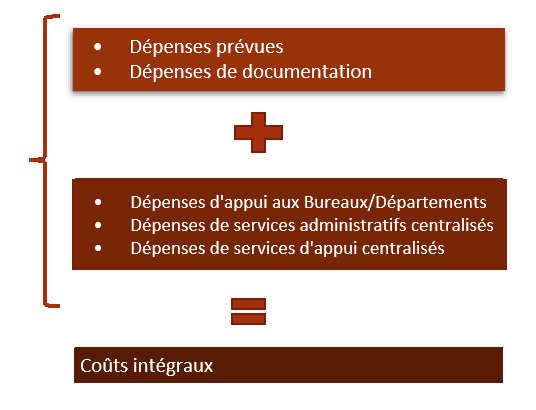 • Dépenses prévues
• Dépenses de documentation
• Dépenses d'appui aux Bureaux/Départements
• Dépenses de services administratifs centralisés
• Dépenses de services d'appui centralisés
Coûts intégraux